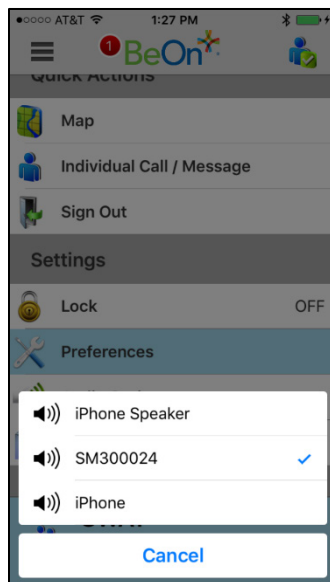 AT&T 1:27 PM
1 BeOn
Quick Actions
Map
Individual Call / Message
Sign Out
Settings
Lock OFF
Preferences
iPhone Speaker
SM300024
iPhone
Cancel